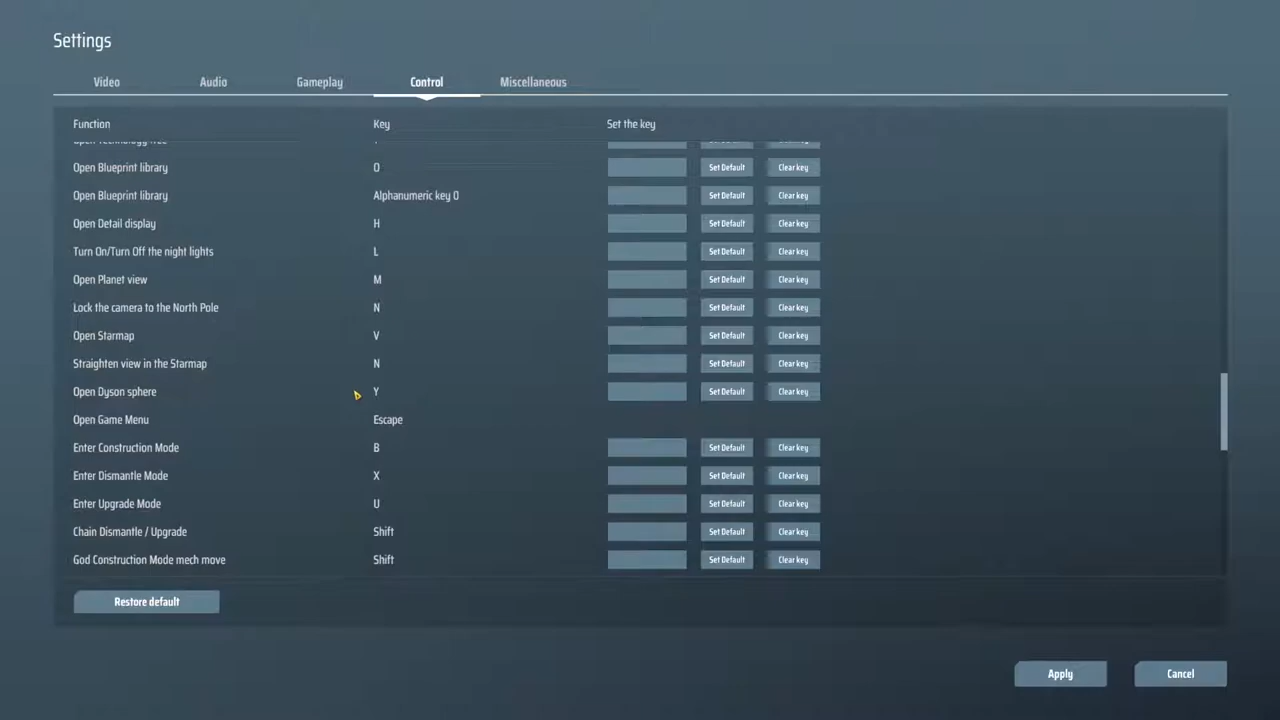 Settings
Video Audio Gameplay Control Miscellaneous
Function Key Set the key
Open Blueprint library O Set Default Clear key
Open Blueprint library Alphanumeric key 0 Set Default Clear key
Open Detail display H Set Default Clear key
Turn On/Turn Off the night lights L Set Default Clear key
Open Planet view M Set Default Clear key
Lock the camera to the North Pole N Set Default Clear key
Open Starmap V Set Default Clear key
Straighten view in the Starmap N Set Default Clear key
Open Dyson sphere Y Set Default Clear key
Open Game Menu Escape
Enter Construction Mode B Set Default Clear key
Enter Dismantle Mode X Set Default Clear key
Enter Upgrade Mode U Set Default Clear key
Chain Dismantle / Upgrade Shift Set Default Clear key
God Construction Mode mech move Shift Set Default Clear key
Restore default
Apply Cancel